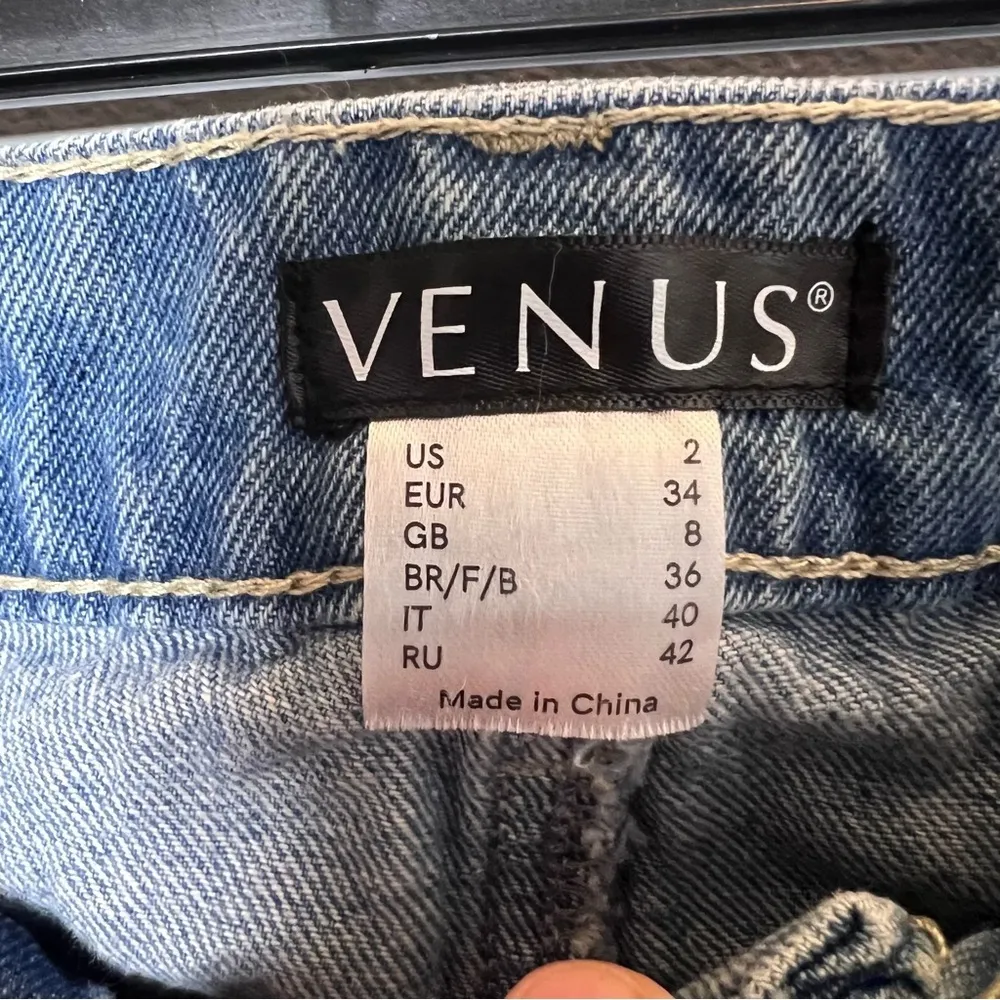 VENUS®
US 2
EUR 34
GB 8
BR/F/B 36
IT 40
RU 42
Made in China